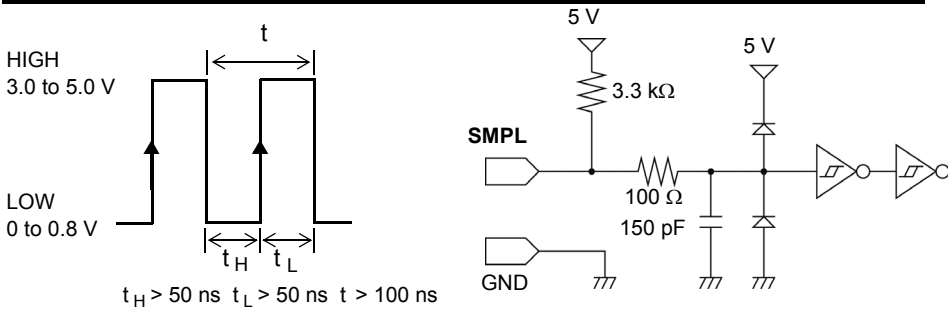 t
HIGH
3.0 to 5.0 V
LOW
0 to 0.8 V
t H
t L
t H > 50 ns t L > 50 ns t > 100 ns
5 V
5 V
3.3 kΩ
SMPL
100 Ω
150 pF
GND